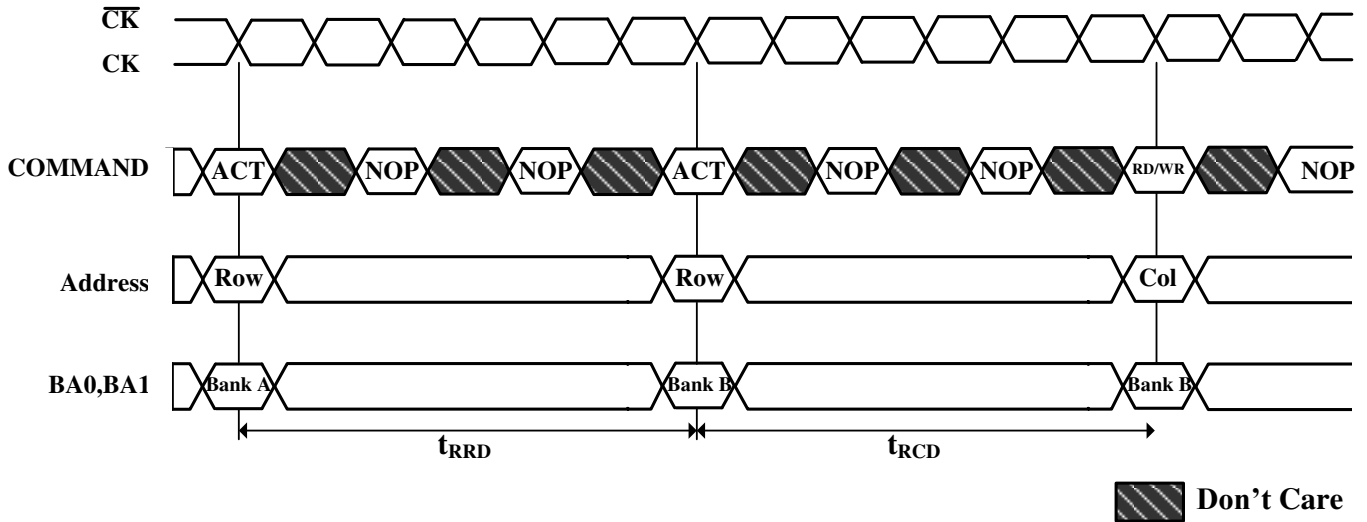 C̅K̅
CK
COMMAND ACT NOP NOP ACT NOP NOP RD/WR NOP
Address Row Row Col
BA0,BA1 Bank A Bank B Bank B
tRRD tRCD
Don't Care